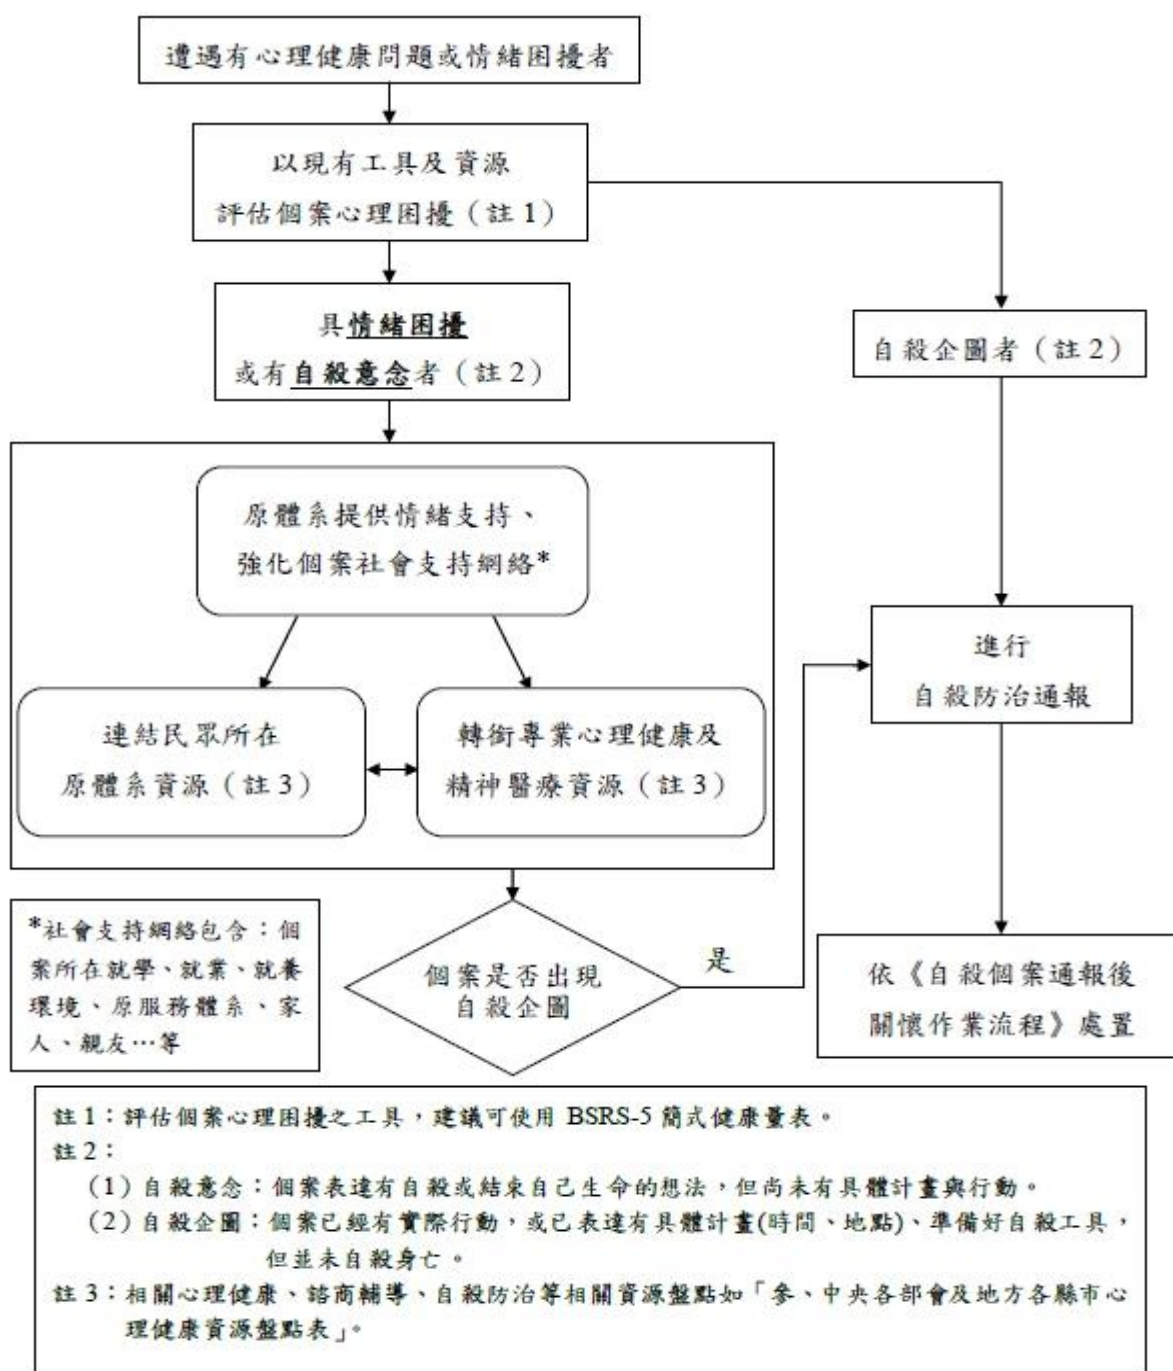 遭遇有心理健康問題或情緒困擾者
以現有工具及資源
評估個案心理困擾（註1）
具情緒困擾
或有自殺意念者（註2）
自殺企圖者（註2）
原體系提供情緒支持、
強化個案社會支持網絡*
連結民眾所在
原體系資源（註3）
轉銜專業心理健康及
精神醫療資源（註3）
進行
自殺防治通報
*社會支持網絡包含：個
案所在就學、就業、就養
環境、原服務體系、家
人、親友…等
個案是否出現
自殺企圖
是
依《自殺個案通報後
關懷作業流程》處置
註1：評估個案心理困擾之工具，建議可使用 BSRS-5 簡式健康量表。
註2：
（1）自殺意念：個案表達有自殺或結束自己生命的想法，但尚未有具體計畫與行動。
（2）自殺企圖：個案已經有實際行動，或已表達有具體計畫(時間、地點)、準備好自殺工具，
但並未自殺身亡。
註3：相關心理健康、諮商輔導、自殺防治等相關資源盤點如「參、中央各部會及地方各縣市心
理健康資源盤點表」。